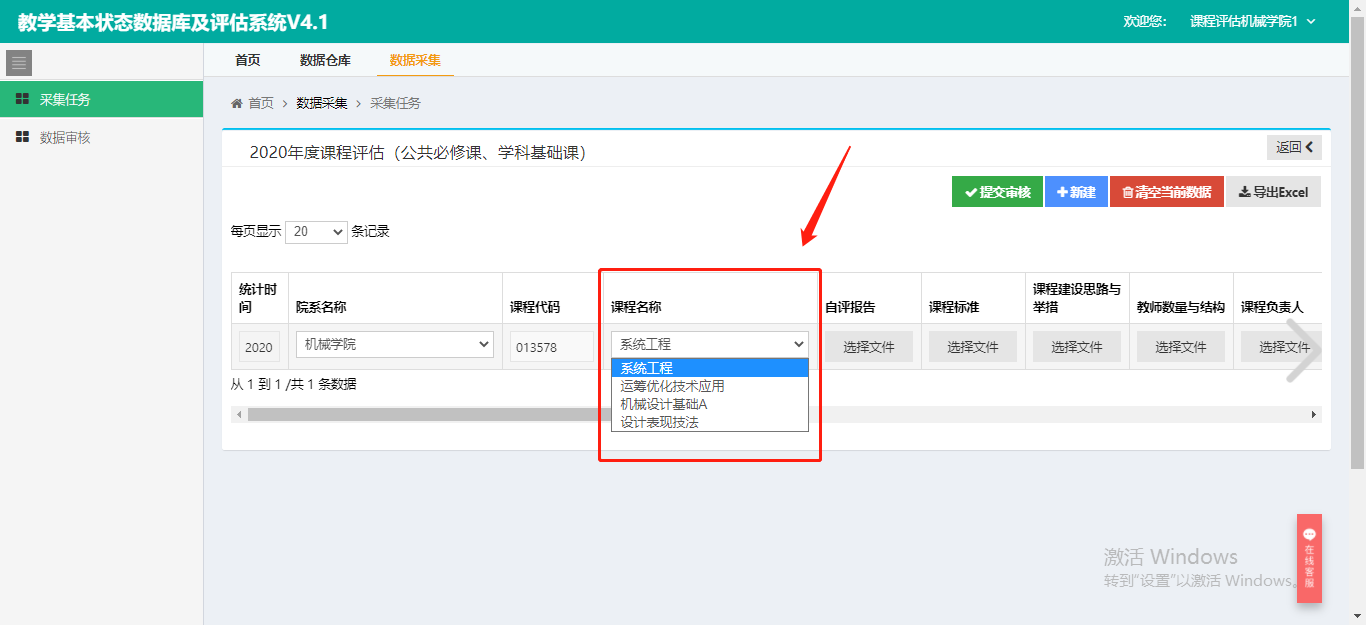 教学基本状态数据库及评估系统V4.1
欢迎您: 课程评估机械学院1
首页 数据仓库 数据采集
采集任务
数据审核
首页 > 数据采集 > 采集任务
2020年度课程评估（公共必修课、学科基础课）
返回
提交审核 新建 清空当前数据 导出Excel
每页显示 20 条记录
统计时间 院系名称 课程代码 课程名称 自评报告 课程标准 课程建设思路与举措 教师数量与结构 课程负责人
2020 机械学院 013578 系统工程 选择文件 选择文件 选择文件 选择文件 选择文件
系统工程
运筹优化技术应用
机械设计基础A
设计表现技法
从 1 到 1 /共 1 条数据
激活 Windows
转到"设置"以激活 Windows。
在线客服